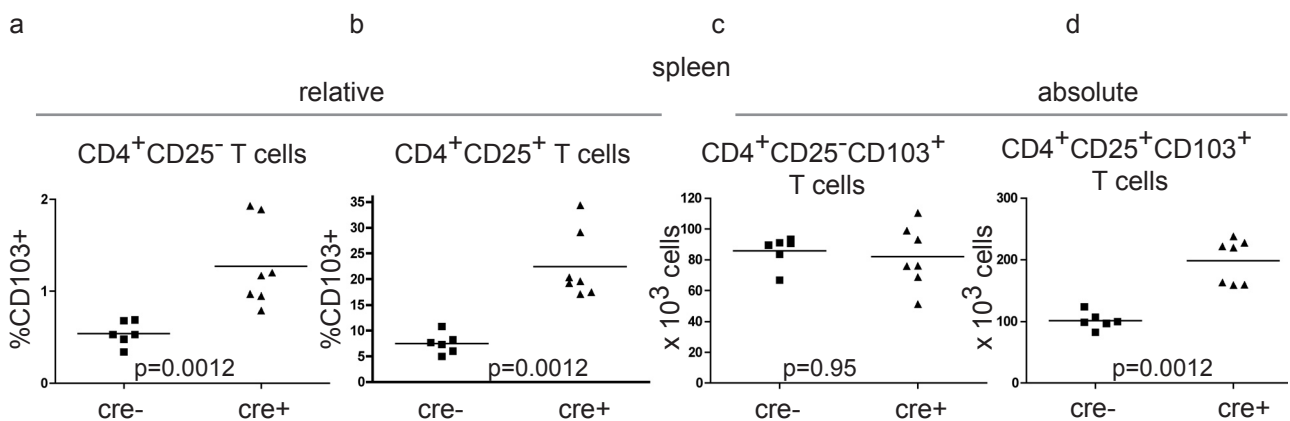 a b c d
spleen
relative
absolute
CD4⁺CD25⁻ T cells
%CD103+
2
1
0
p=0.0012
cre- cre+
CD4⁺CD25⁺ T cells
%CD103+
35
30
25
20
15
10
5
0
p=0.0012
cre- cre+
CD4⁺CD25⁻CD103⁺
T cells
x 10³ cells
120
100
80
60
40
20
0
p=0.95
cre- cre+
CD4⁺CD25⁺CD103⁺
T cells
x 10³ cells
300
200
100
0
p=0.0012
cre- cre+